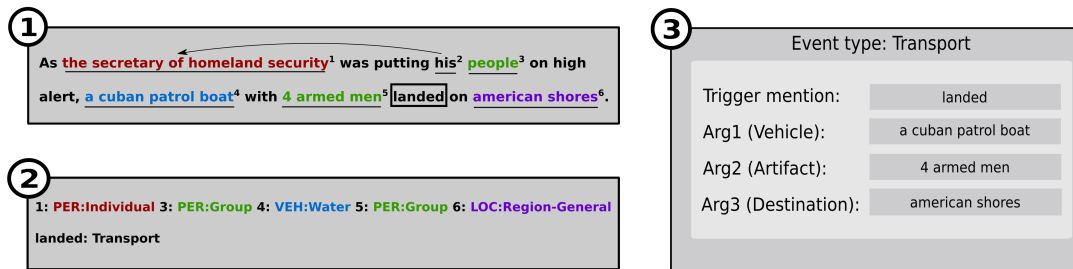 1
As the secretary of homeland security1 was putting his2 people3 on high
alert, a cuban patrol boat4 with 4 armed men5 landed on american shores6.
2
1: PER:Individual 3: PER:Group 4: VEH:Water 5: PER:Group 6: LOC:Region-General
landed: Transport
3
Event type: Transport
Trigger mention: landed
Arg1 (Vehicle): a cuban patrol boat
Arg2 (Artifact): 4 armed men
Arg3 (Destination): american shores